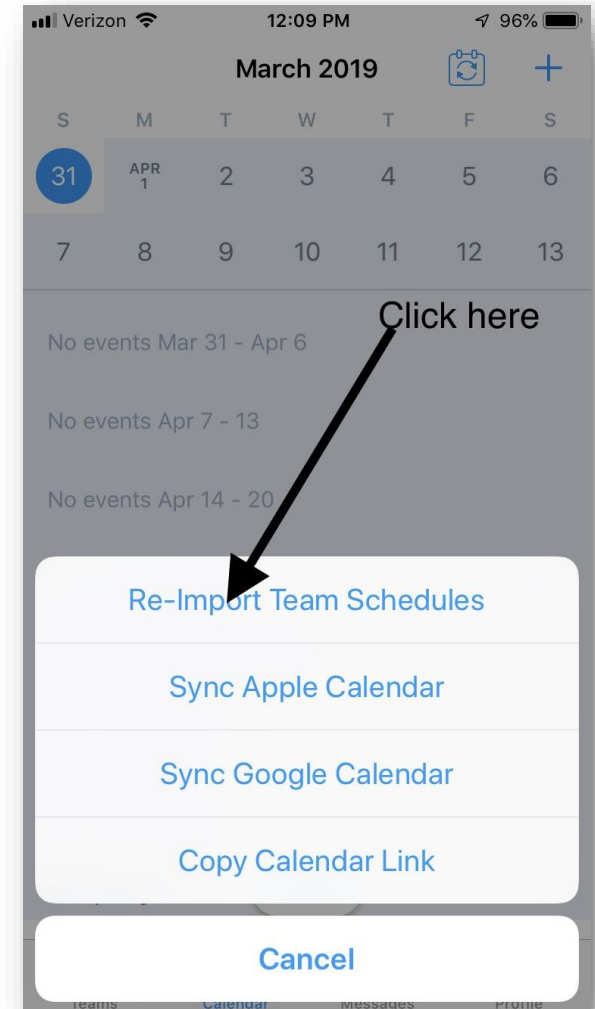 Verizon 12:09 PM 96%
March 2019
S M T W T F S
31 APR 1 2 3 4 5 6
7 8 9 10 11 12 13
Click here
No events Mar 31 - Apr 6
No events Apr 7 - 13
No events Apr 14 - 20
Re-Import Team Schedules
Sync Apple Calendar
Sync Google Calendar
Copy Calendar Link
Cancel
Teams Calendar Messages Profile